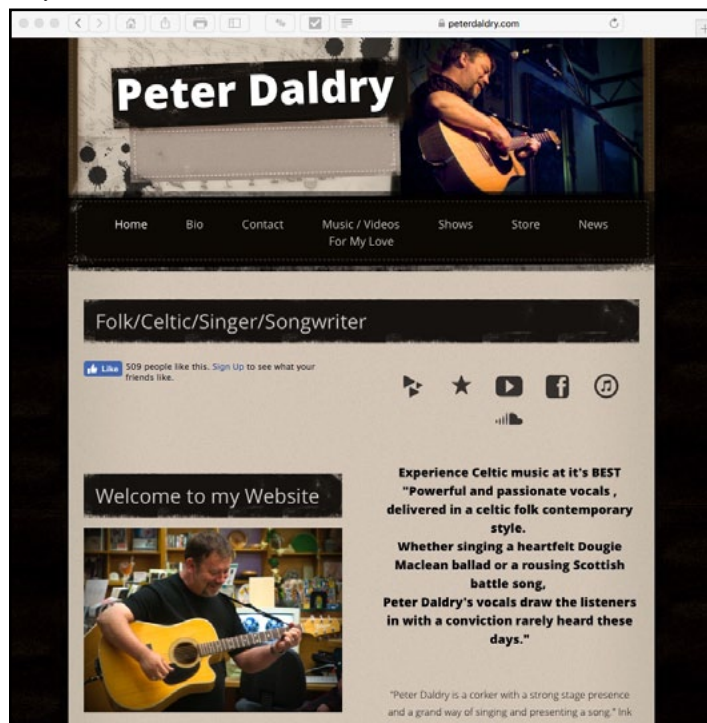 peterdaldry.com
Peter Daldry
Home Bio Contact Music / Videos Shows Store News
For My Love
Folk/Celtic/Singer/Songwriter
Like 509 people like this. Sign Up to see what your
friends like.
Welcome to my Website
Experience Celtic music at it's BEST
"Powerful and passionate vocals ,
delivered in a celtic folk contemporary
style.
Whether singing a heartfelt Dougie
Maclean ballad or a rousing Scottish
battle song,
Peter Daldry's vocals draw the listeners
in with a conviction rarely heard these
days."
"Peter Daldry is a corker with a strong stage presence
and a grand way of singing and presenting a song." Ink